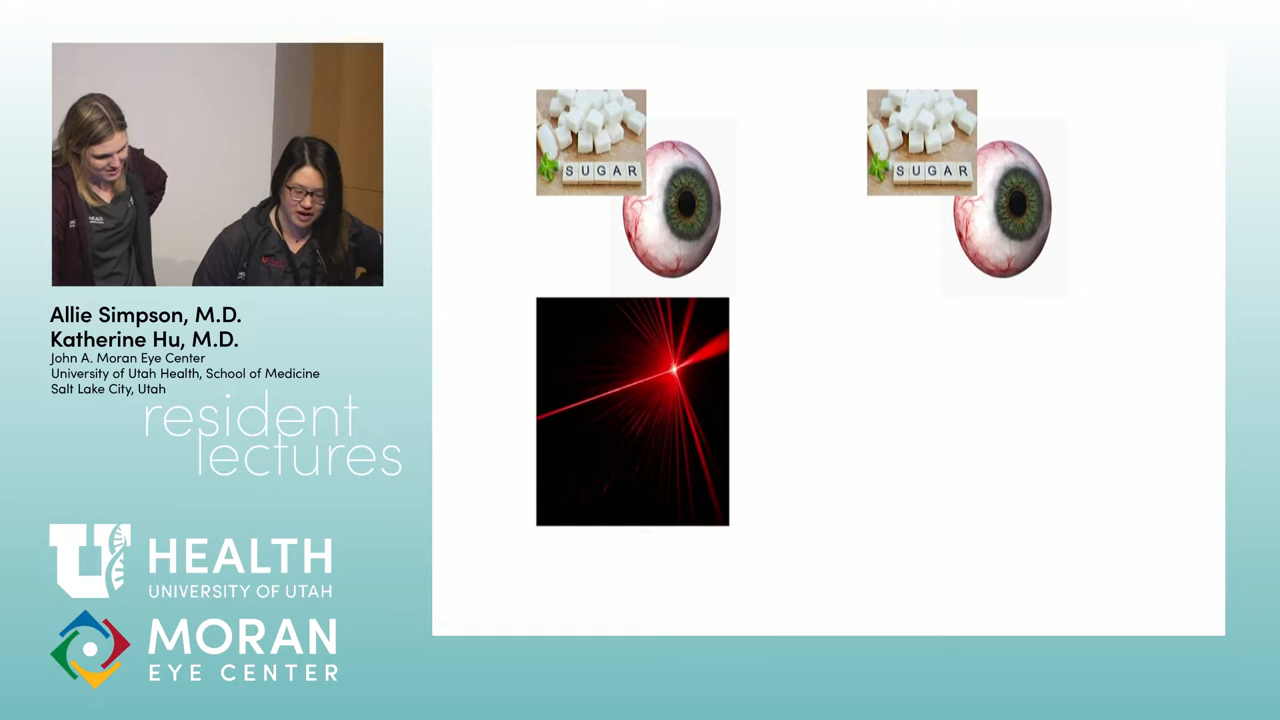 Allie Simpson, M.D.
Katherine Hu, M.D.
John A. Moran Eye Center
University of Utah Health, School of Medicine
Salt Lake City, Utah
resident
lectures
U HEALTH
UNIVERSITY OF UTAH
MORAN
EYE CENTER
SUGAR
SUGAR